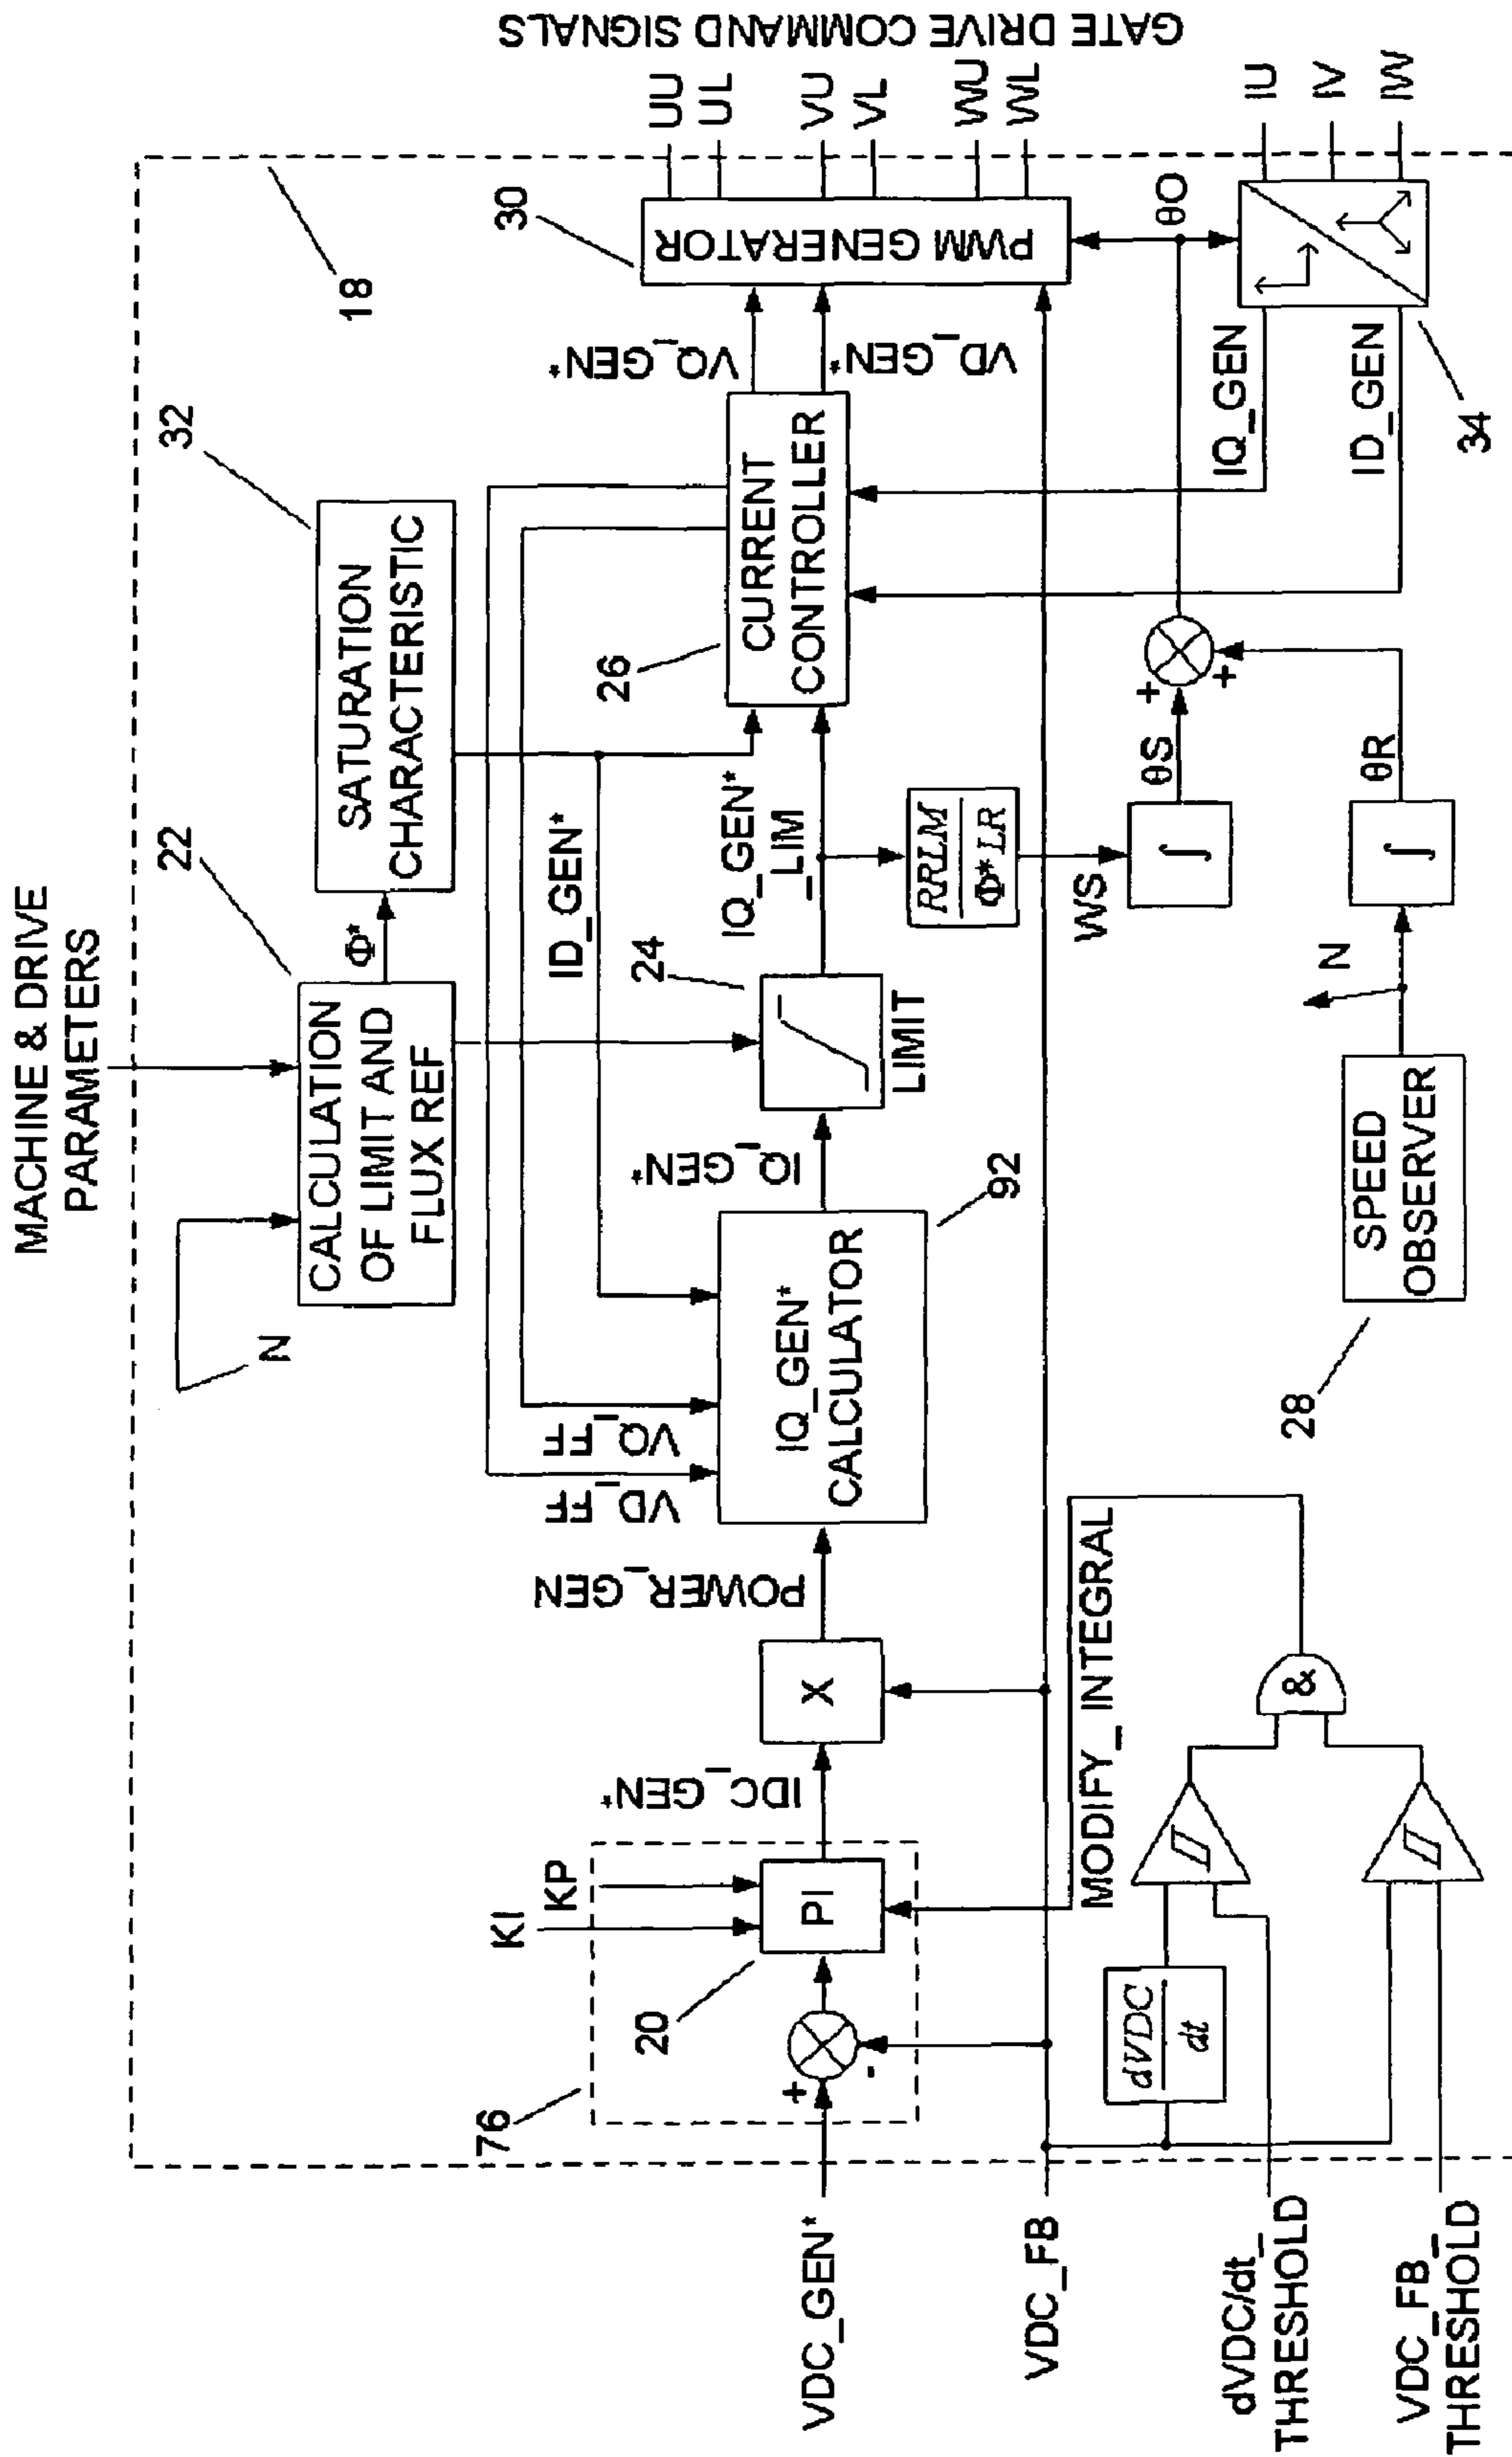 MACHINE & DRIVE
PARAMETERS
N
22
CALCULATION
OF LIMIT AND
FLUX REF
Φ*
32
SATURATION
CHARACTERISTIC
18
GATE DRIVE COMMAND SIGNALS
UU
UL
VU
VL
WU
WL
30
PWM GENERATOR
VQ_GEN*
VD_GEN*
26
CURRENT
CONTROLLER
ID_GEN*
IQ_GEN*
_LIM
24
LIMIT
IQ_GEN*
92
IQ_GEN*
CALCULATOR
VQ_FF
VD_FF
POWER_GEN
X
IDC_GEN*
KP
KI
PI
20
76
+
-
VDC_GEN*
VDC_FB
dVDC/dt_
THRESHOLD
VDC_FB_
THRESHOLD
dVDC
dt
&
MODIFY_INTEGRAL
RRLM
Φ*LR
WS
∫
θS
+
+
θO
θR
∫
N
SPEED
OBSERVER
28
IQ_GEN
ID_GEN
34
IU
IV
IW